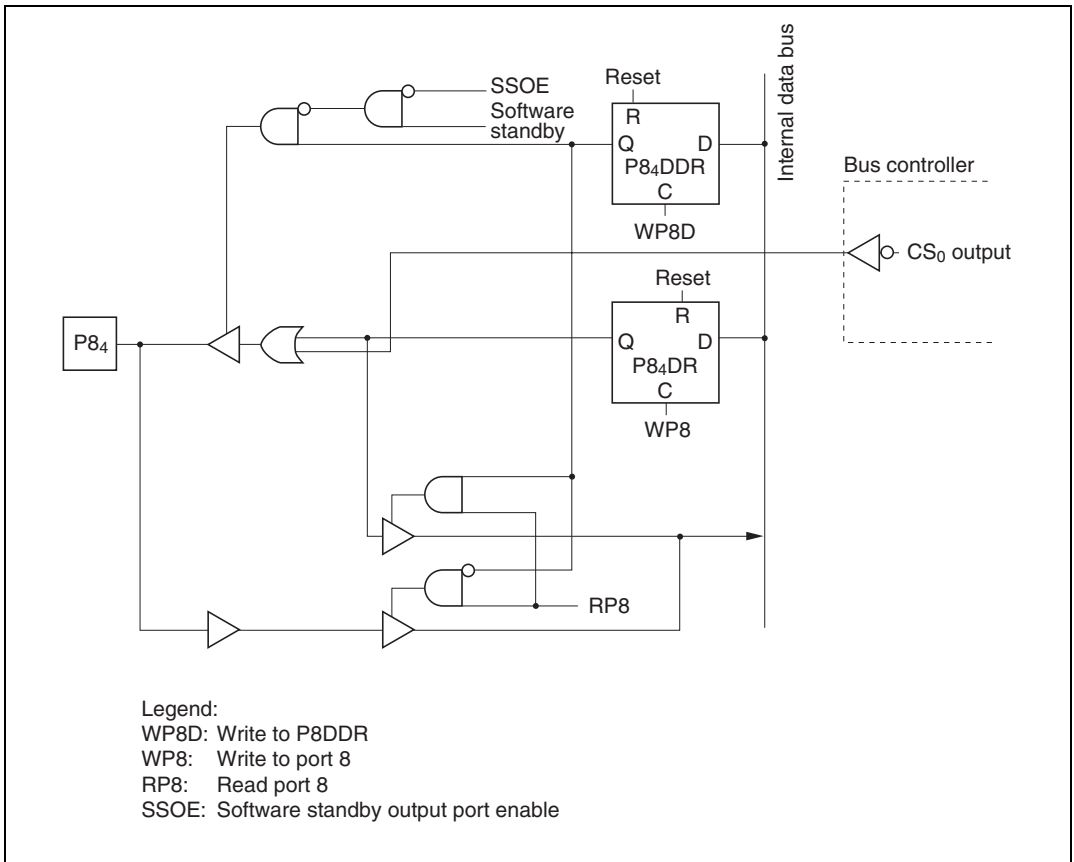 SSOE
Software
standby
Reset
R
Q D
P84DDR
C
WP8D
Internal data bus
Bus controller
CS0 output
Reset
R
Q D
P84DR
C
WP8
P84
RP8
Legend:
WP8D: Write to P8DDR
WP8: Write to port 8
RP8: Read port 8
SSOE: Software standby output port enable